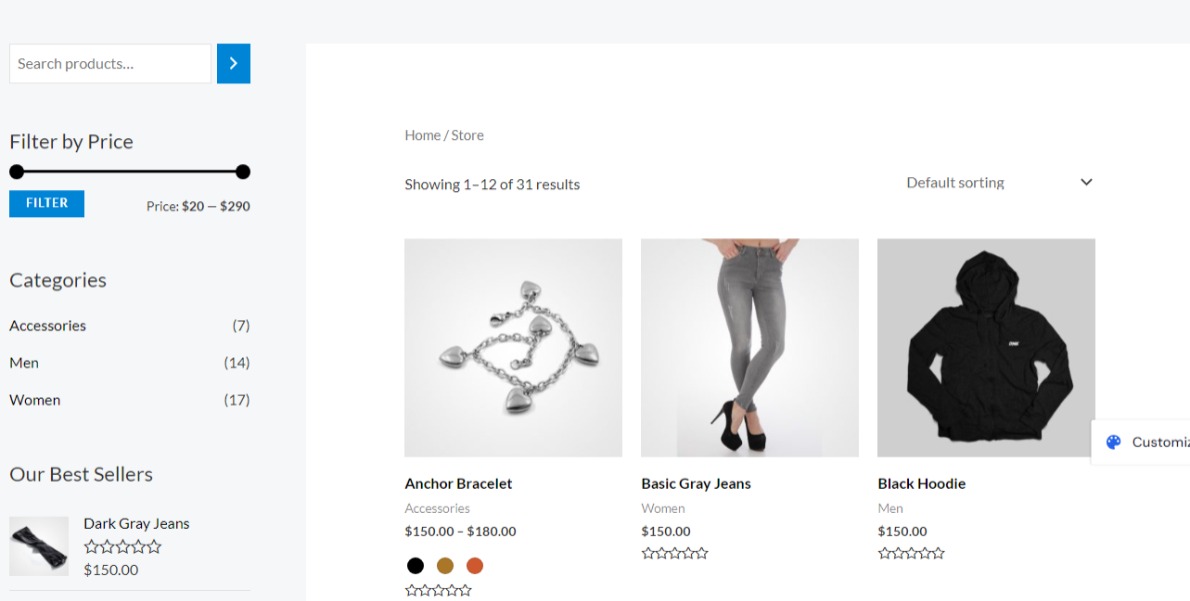 Search products...
Filter by Price
FILTER
Price: $20 — $290
Categories
Accessories (7)
Men (14)
Women (17)
Our Best Sellers
Dark Gray Jeans
$150.00
Home / Store
Showing 1–12 of 31 results
Default sorting
Anchor Bracelet
Accessories
$150.00 – $180.00
Basic Gray Jeans
Women
$150.00
Black Hoodie
Men
$150.00
Customiz